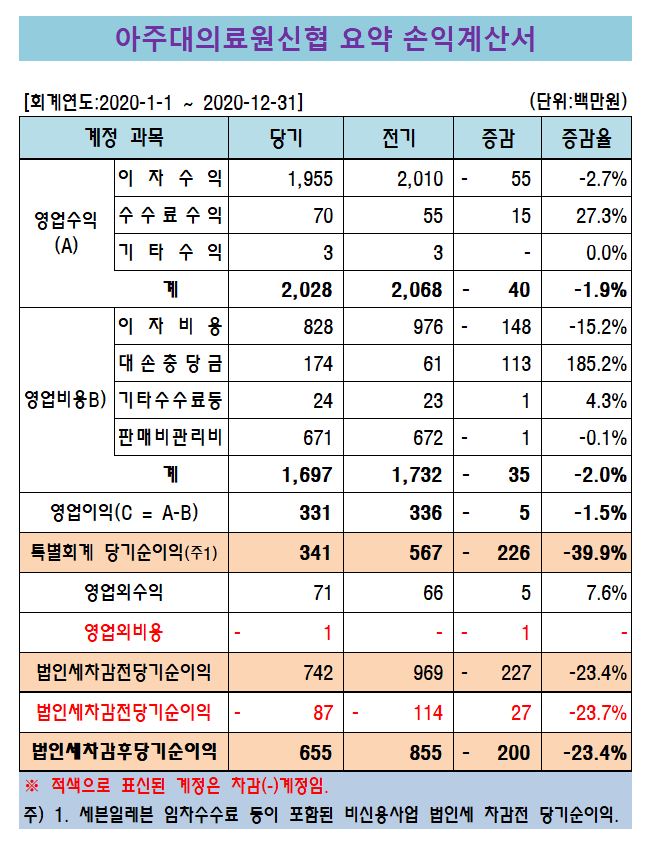 아주대의료원신협 요약 손익계산서
[회계연도:2020-1-1 ~ 2020-12-31] (단위:백만원)
계정 과목 당기 전기 증감 증감율
영업수익(A)
이 자 수 익 1,955 2,010 - 55 -2.7%
수수료수익 70 55 15 27.3%
기 타 수 익 3 3 - 0.0%
계 2,028 2,068 - 40 -1.9%
영업비용B)
이 자 비 용 828 976 - 148 -15.2%
대손충당금 174 61 113 185.2%
기타수수료등 24 23 1 4.3%
판매비관리비 671 672 - 1 -0.1%
계 1,697 1,732 - 35 -2.0%
영업이익(C = A-B) 331 336 - 5 -1.5%
특별회계 당기순이익(주1) 341 567 - 226 -39.9%
영업외수익 71 66 5 7.6%
영업외비용 - 1 - - 1 -
법인세차감전당기순이익 742 969 - 227 -23.4%
법인세차감전당기순이익 - 87 - 114 27 -23.7%
법인세차감후당기순이익 655 855 - 200 -23.4%
※ 적색으로 표신된 계정은 차감(-)계정임.
주) 1. 세븐일레븐 임차수수료 등이 포함된 비신용사업 법인세 차감전 당기순이익.